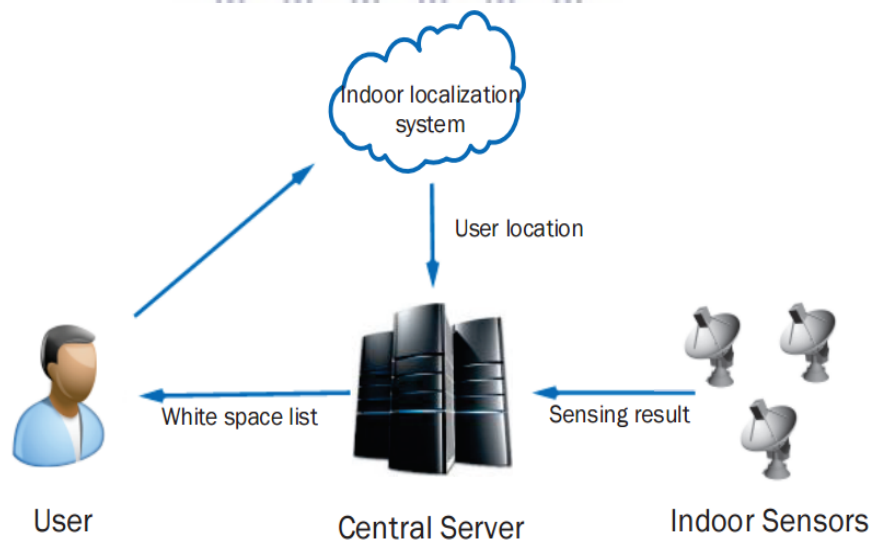 Indoor localization
system
User location
White space list
Sensing result
User
Central Server
Indoor Sensors